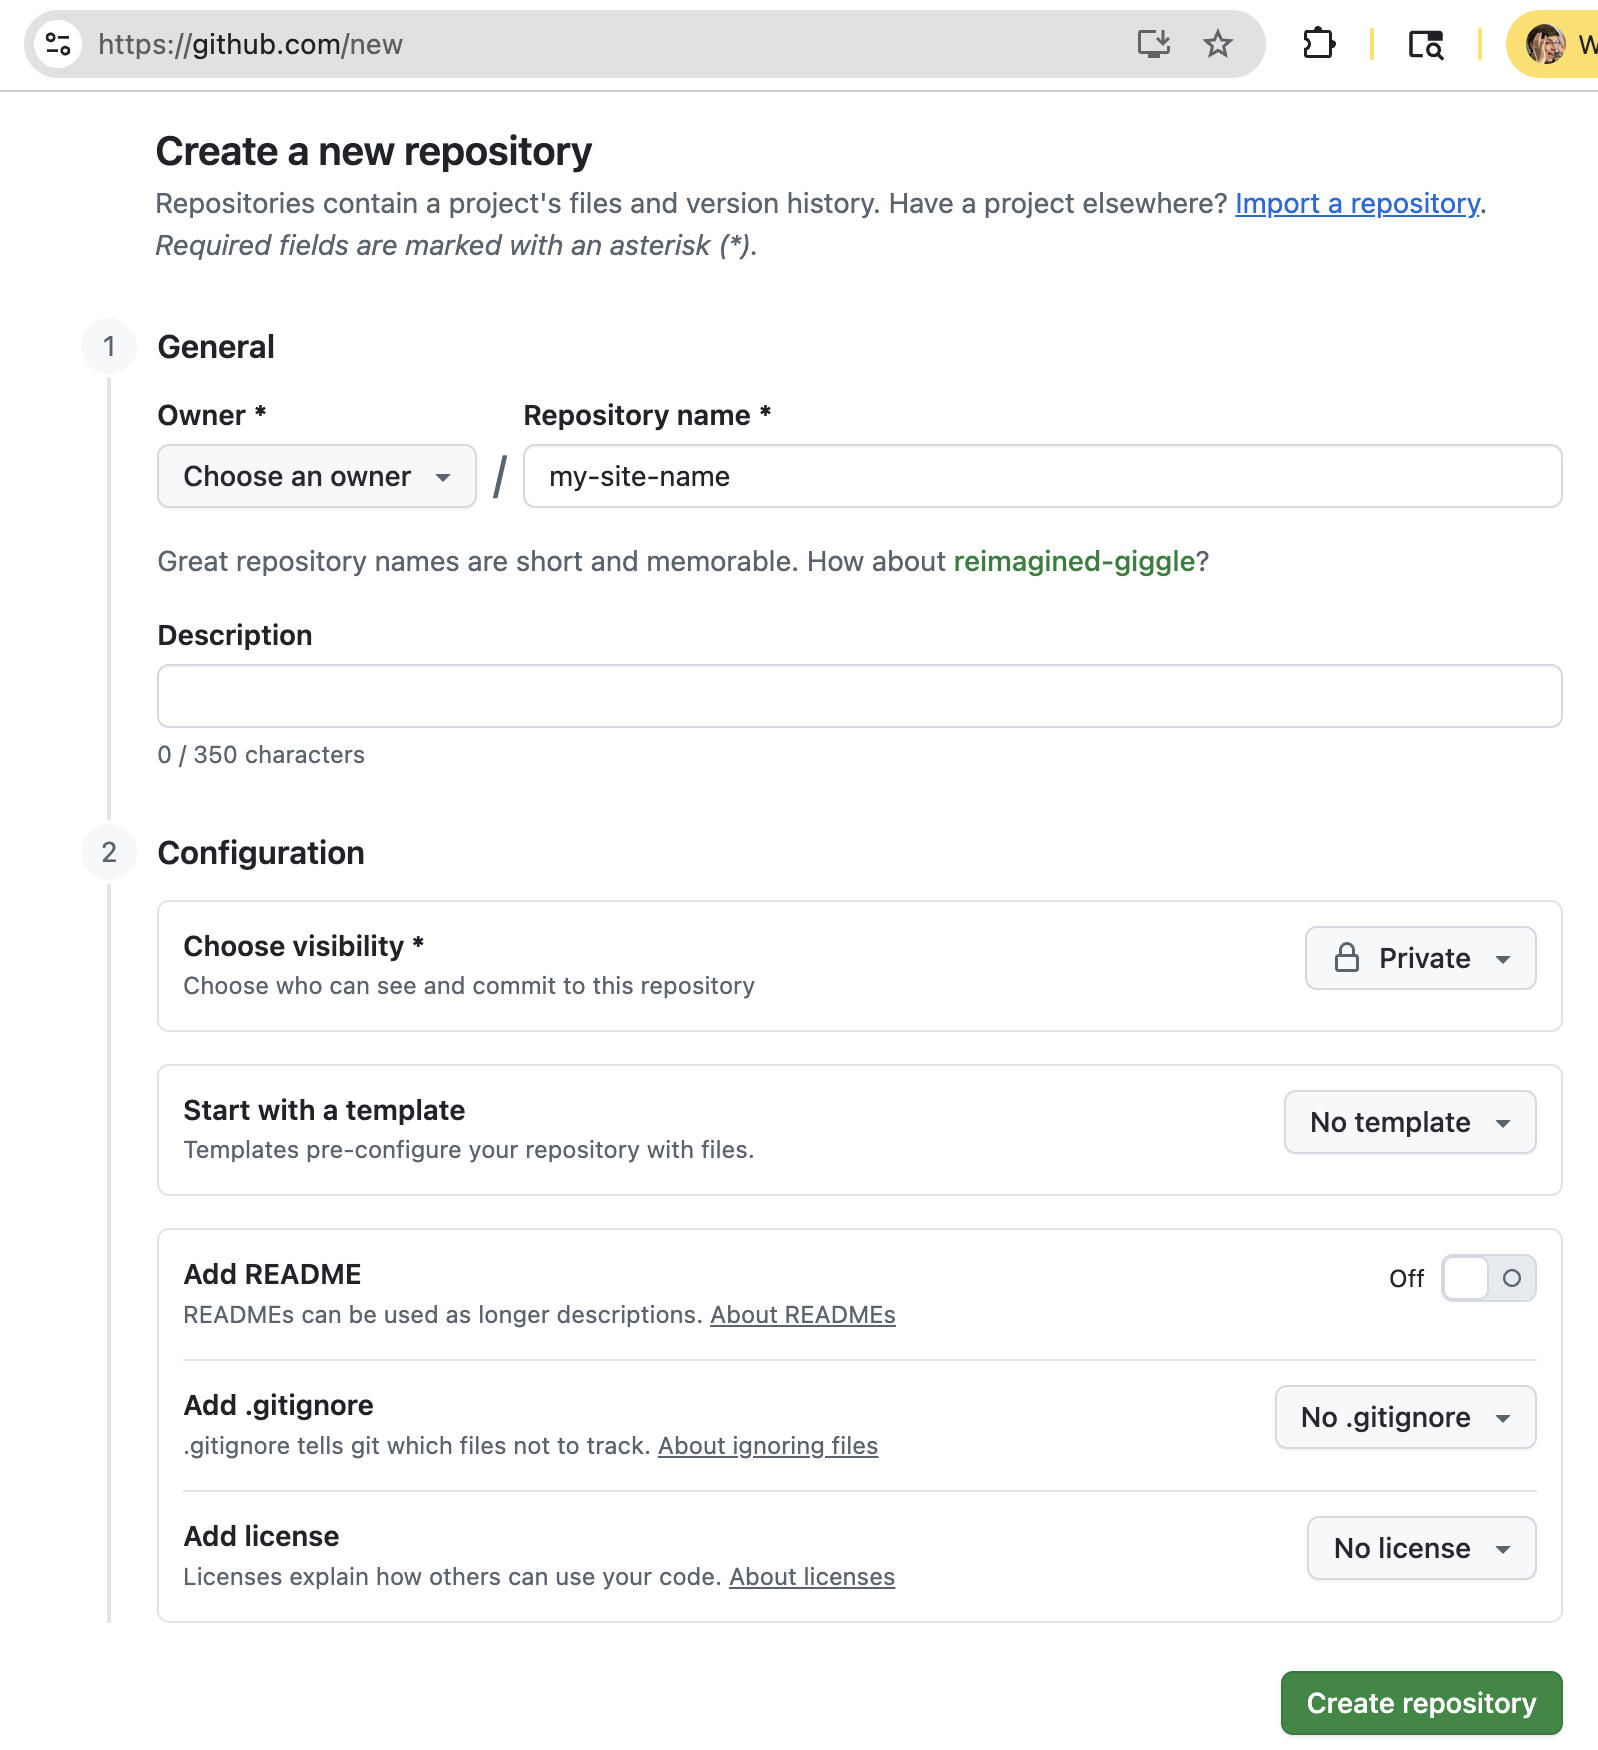 https://github.com/new
W
Create a new repository
Repositories contain a project's files and version history. Have a project elsewhere? Import a repository.
Required fields are marked with an asterisk (*).
1 General
Owner * Repository name *
Choose an owner / my-site-name
Great repository names are short and memorable. How about reimagined-giggle?
Description
0 / 350 characters
2 Configuration
Choose visibility *
Choose who can see and commit to this repository
Private
Start with a template
Templates pre-configure your repository with files.
No template
Add README
READMEs can be used as longer descriptions. About READMEs
Off
Add .gitignore
.gitignore tells git which files not to track. About ignoring files
No .gitignore
Add license
Licenses explain how others can use your code. About licenses
No license
Create repository